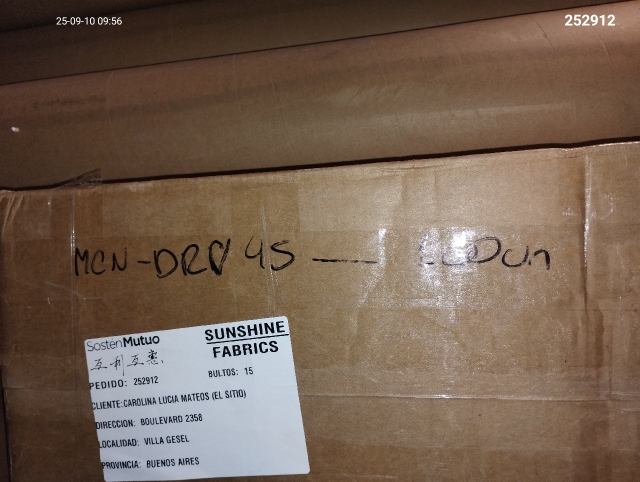 25-09-10 09:56
252912
MCN-DRV 45 —
SosténMutuo
互利互惠
SUNSHINE
FABRICS
PEDIDO: 252912
BULTOS: 15
CLIENTE:CAROLINA LUCIA MATEOS (EL SITIO)
DIRECCION: BOULEVARD 2358
LOCALIDAD: VILLA GESEL
PROVINCIA: BUENOS AIRES